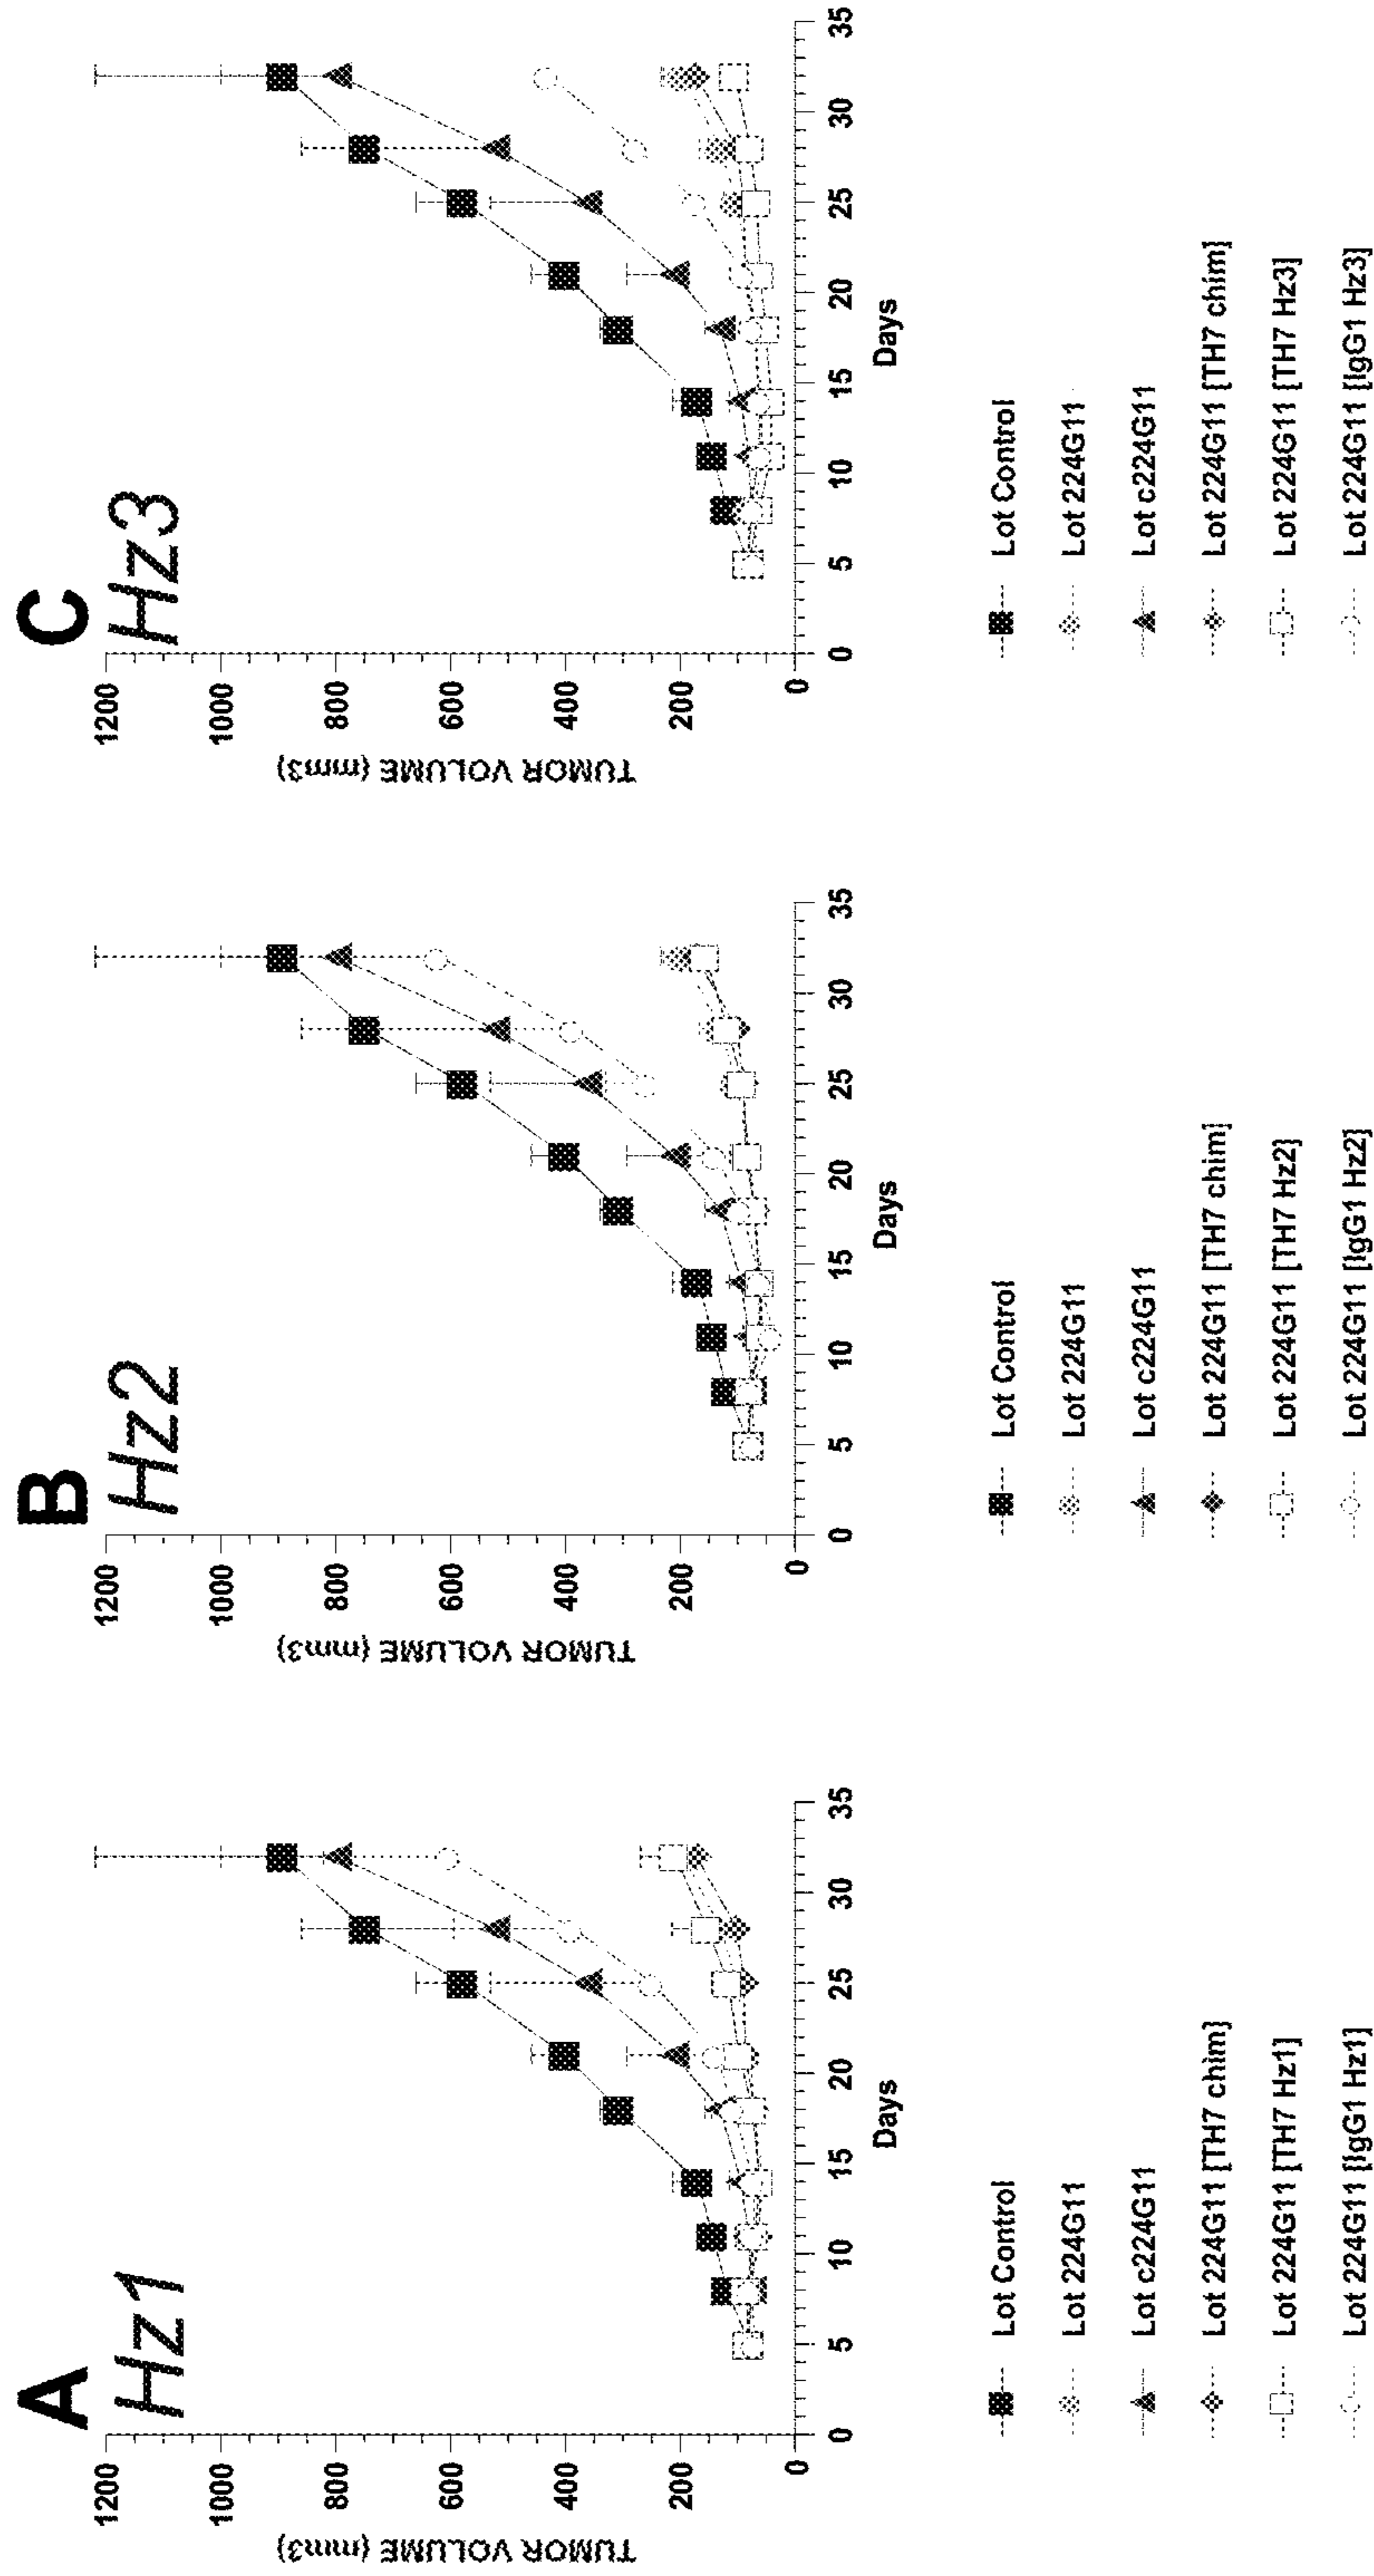 A
Hz1
TUMOR VOLUME (mm3)
1200
1000
800
600
400
200
0
0 5 10 15 20 25 30 35
Days
Lot Control
Lot 224G11
Lot c224G11
Lot 224G11 [TH7 chim]
Lot 224G11 [TH7 Hz1]
Lot 224G11 [IgG1 Hz1]
B
Hz2
TUMOR VOLUME (mm3)
1200
1000
800
600
400
200
0
0 5 10 15 20 25 30 35
Days
Lot Control
Lot 224G11
Lot c224G11
Lot 224G11 [TH7 chim]
Lot 224G11 [TH7 Hz2]
Lot 224G11 [IgG1 Hz2]
C
Hz3
TUMOR VOLUME (mm3)
1200
1000
800
600
400
200
0
0 5 10 15 20 25 30 35
Days
Lot Control
Lot 224G11
Lot c224G11
Lot 224G11 [TH7 chim]
Lot 224G11 [TH7 Hz3]
Lot 224G11 [IgG1 Hz3]